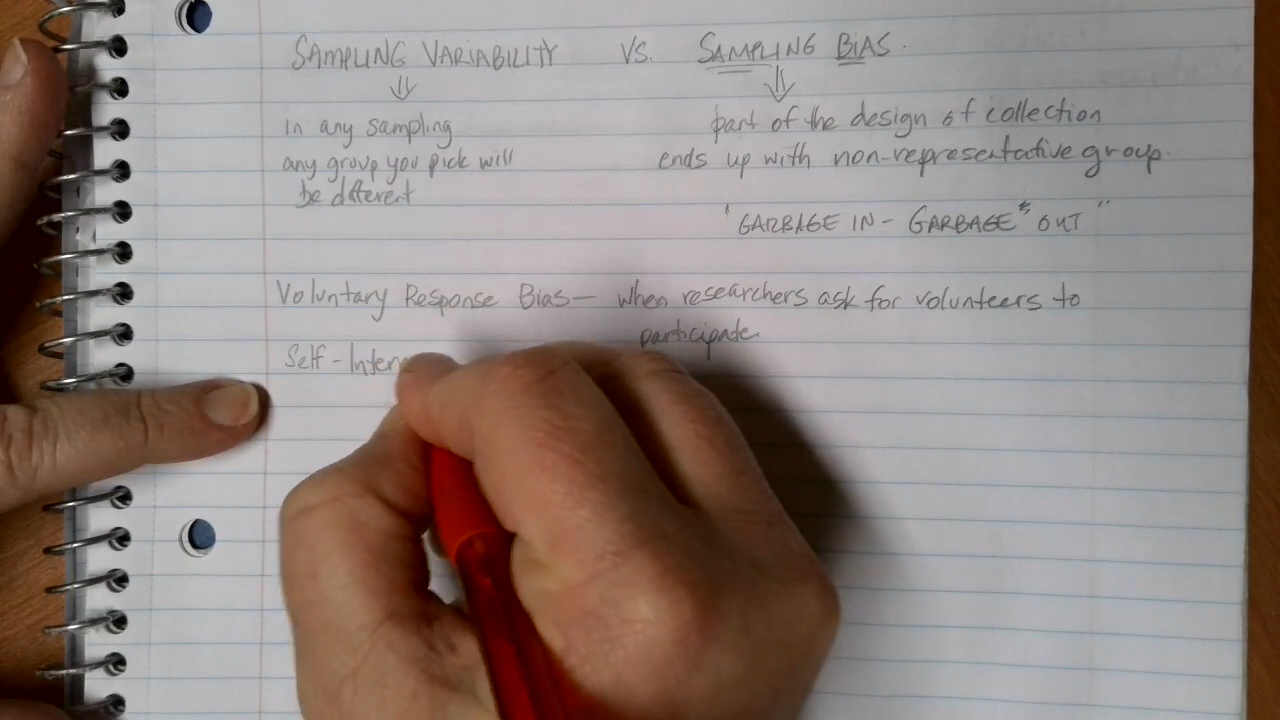 SAMPLING VARIABILITY VS. SAMPLING BIAS.
in any sampling
any group you pick will
be different
part of the design of collection
ends up with non-representative group.
"GARBAGE IN - GARBAGE* OUT"
Voluntary Response Bias — when researchers ask for volunteers to
participate
Self-Inter